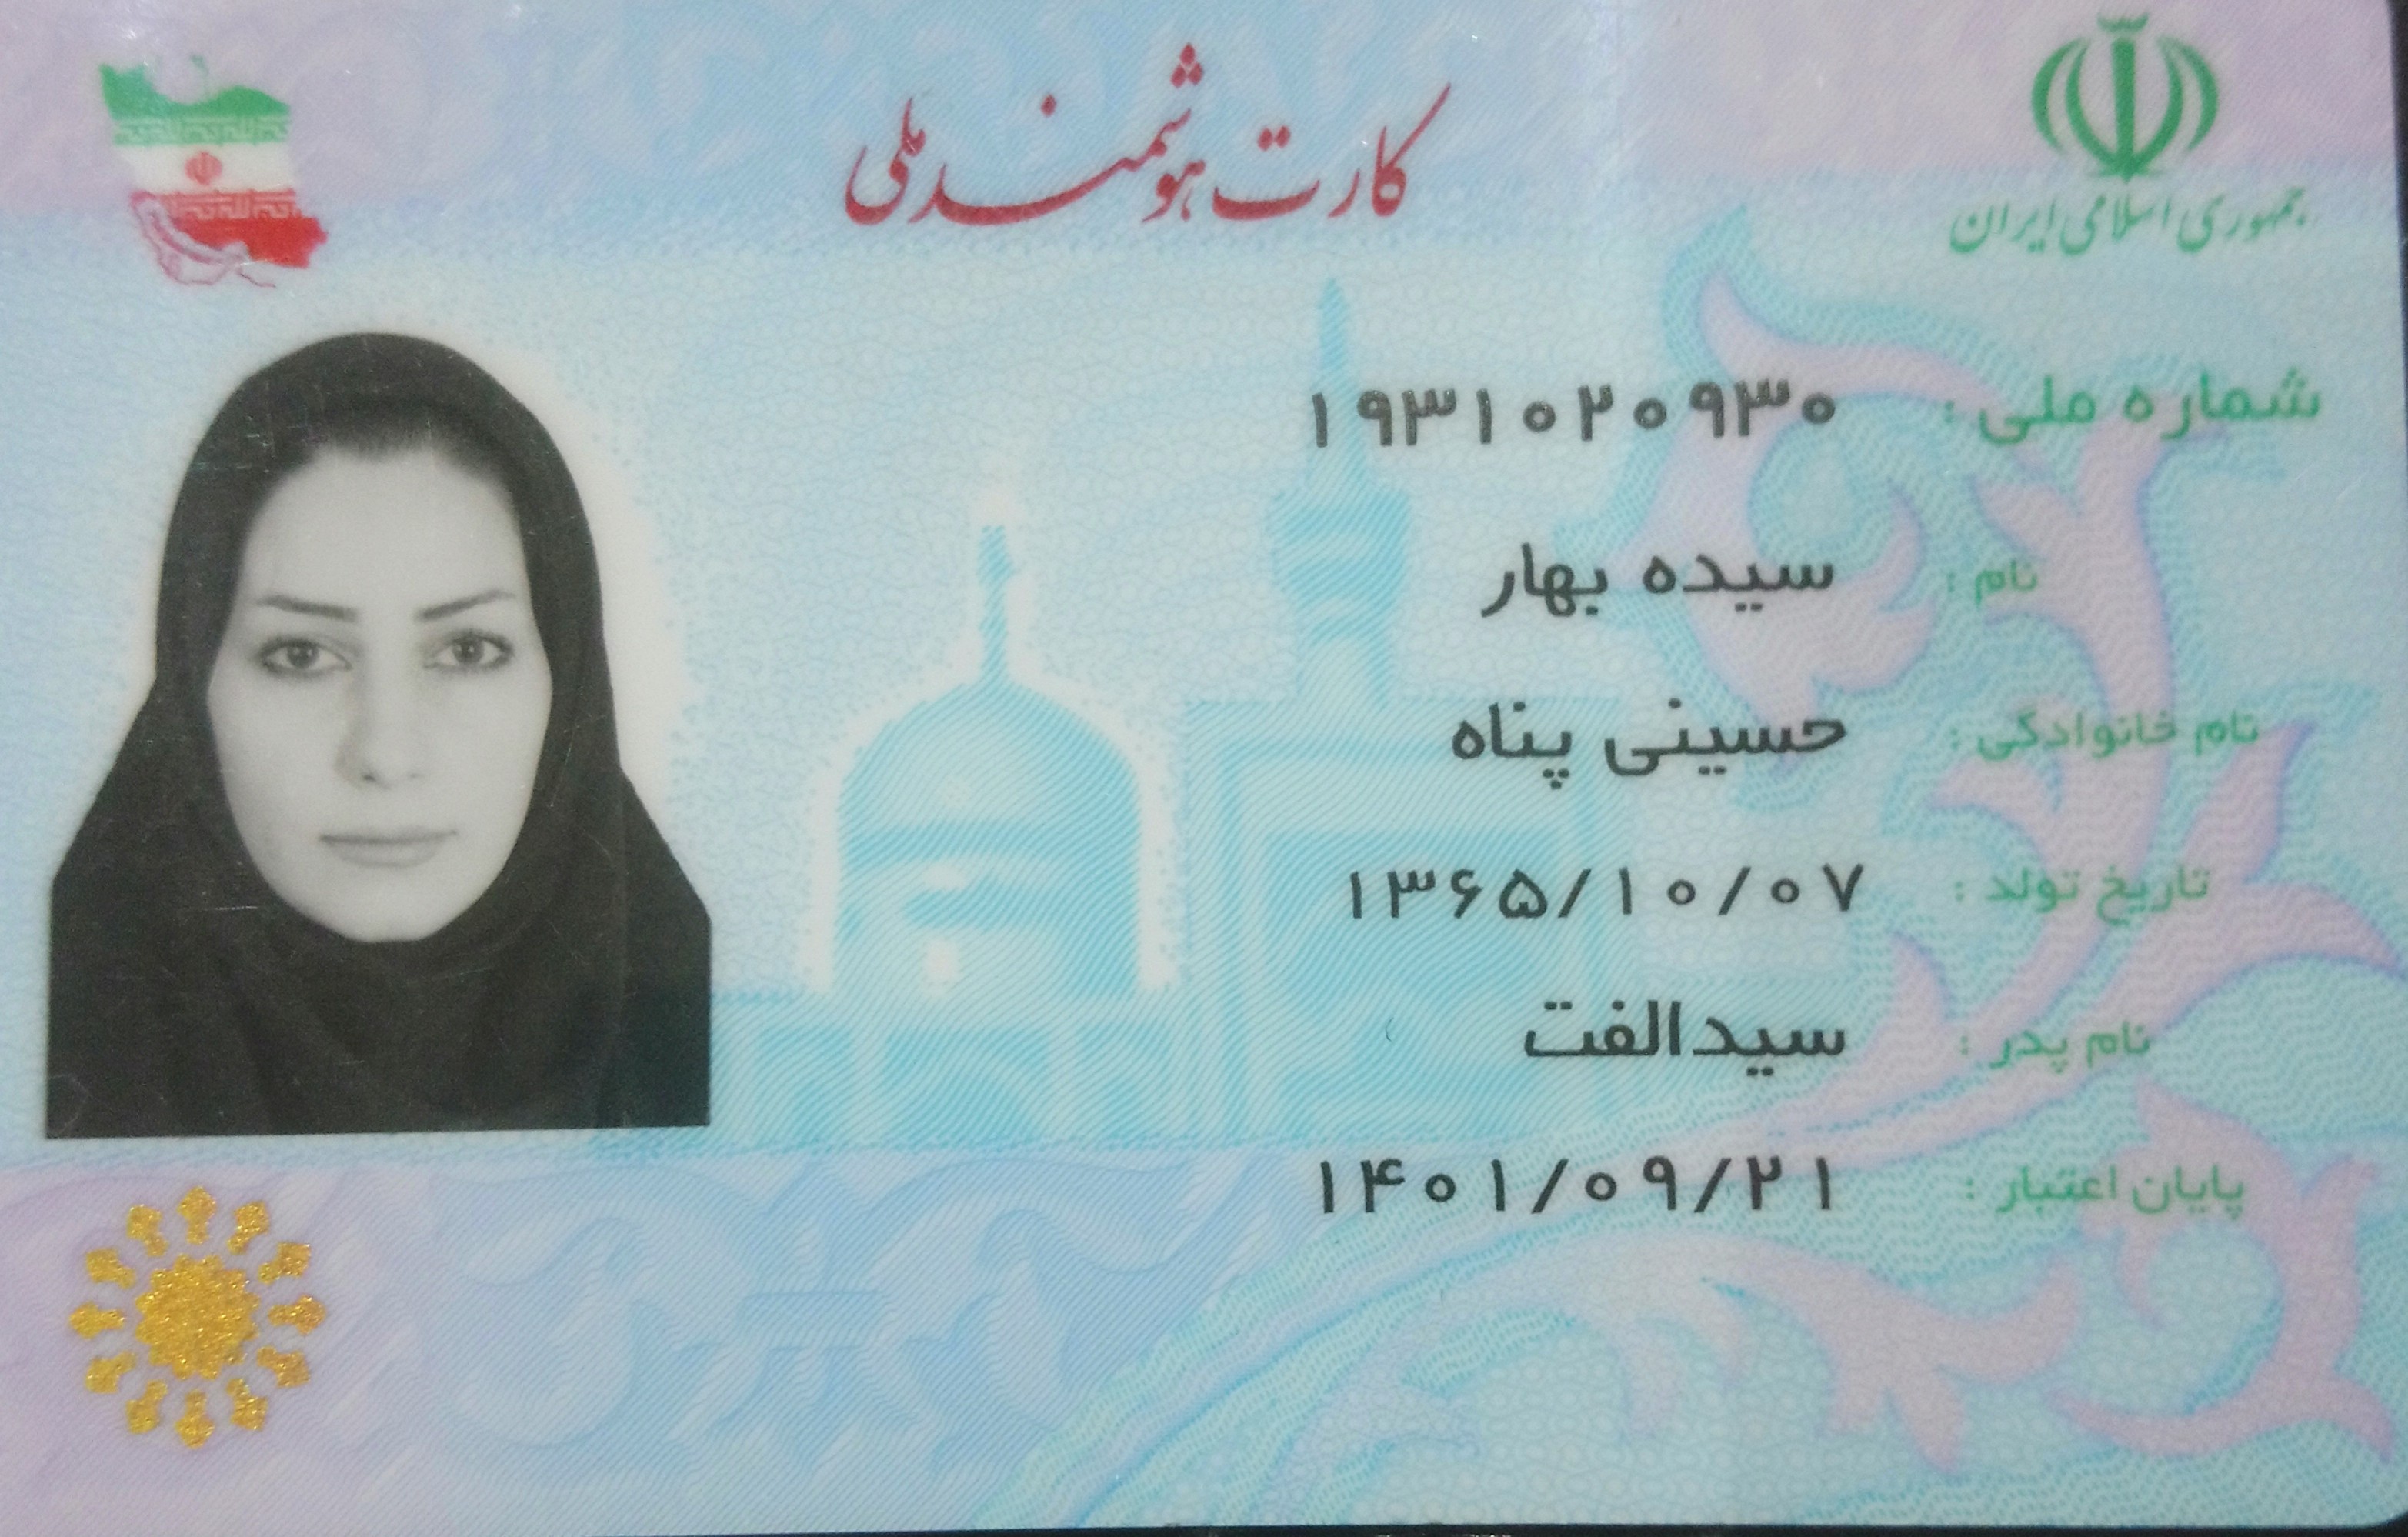 کارت هوشمند ملی
جمهوری اسلامی ایران
شماره ملی : ۱۹۳۱۰۲۰۹۳۰
نام : سیده بهار
نام خانوادگی : حسینی پناه
تاریخ تولد : ۱۳۶۵/۱۰/۰۷
نام پدر : سیدالفت
پایان اعتبار : ۱۴۰۱/۰۹/۲۱